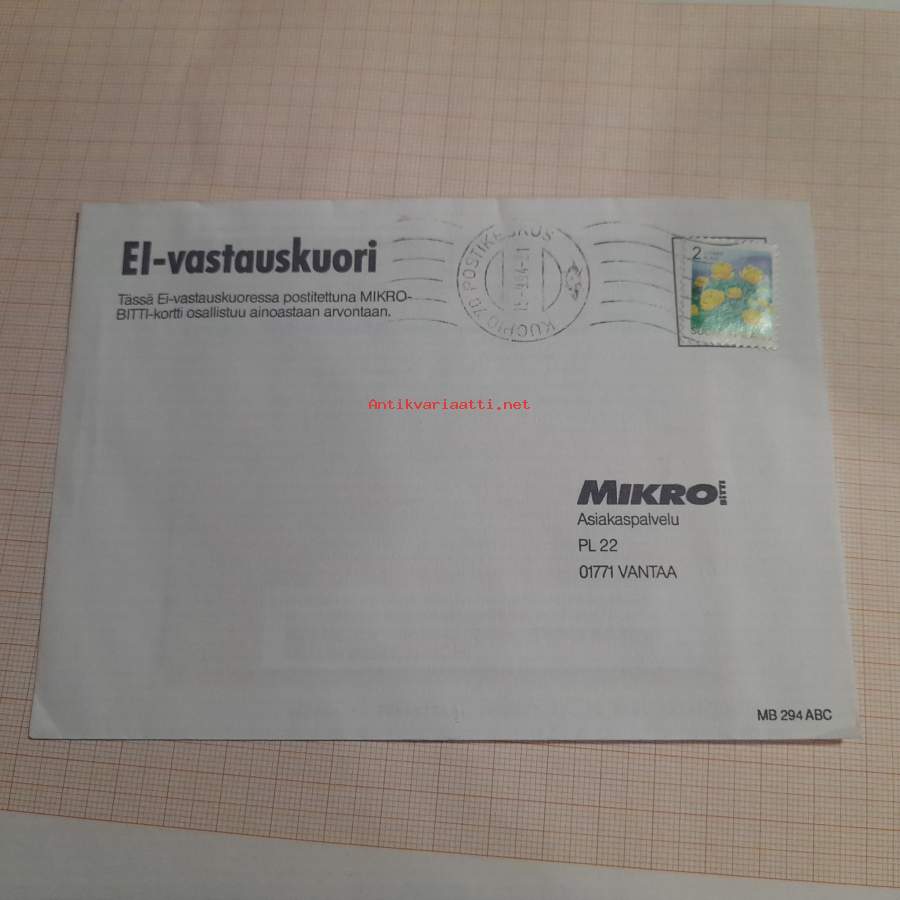 EI-vastauskuori
Tässä Ei-vastauskuoressa postitettuna MIKRO-
BITTI-kortti osallistuu ainoastaan arvontaan.
KUOPIO 70 POSTIKESKUS
2
Antikvariaatti.net
MIKRO BITTI
Asiakaspalvelu
PL 22
01771 VANTAA
MB 294 ABC